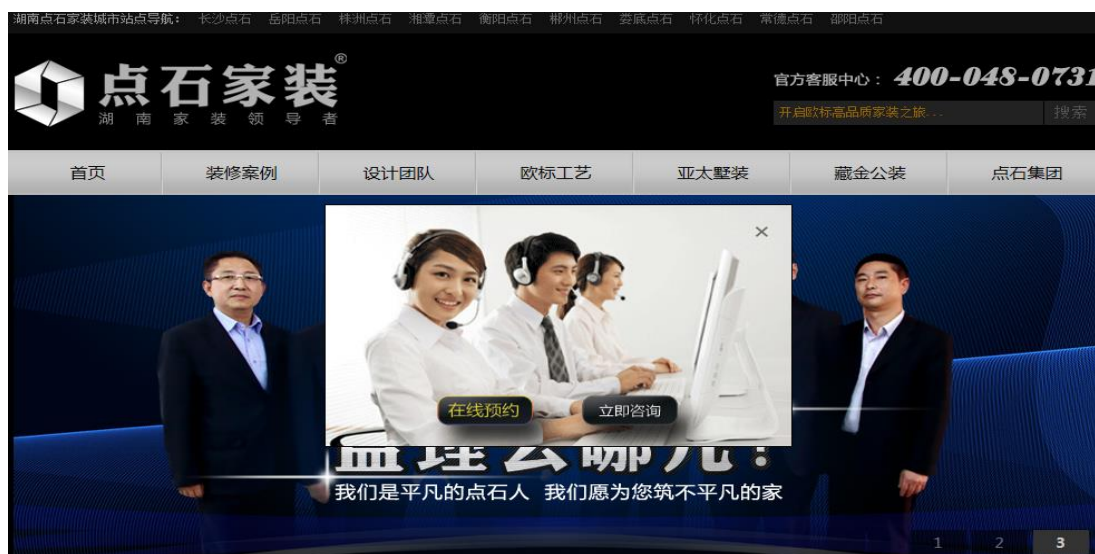 湖南点石家装城市站点导航： 长沙点石 岳阳点石 株洲点石 湘潭点石 衡阳点石 郴州点石 娄底点石 怀化点石 常德点石 邵阳点石
点石家装®
湖南家装领导者
官方客服中心： 400-048-0731
开启欧标高品质家装之旅... 搜索
首页 装修案例 设计团队 欧标工艺 亚太墅装 藏金公装 点石集团
×
在线预约 立即咨询
监理去哪儿？
我们是平凡的点石人 我们愿为您筑不平凡的家
1 2 3